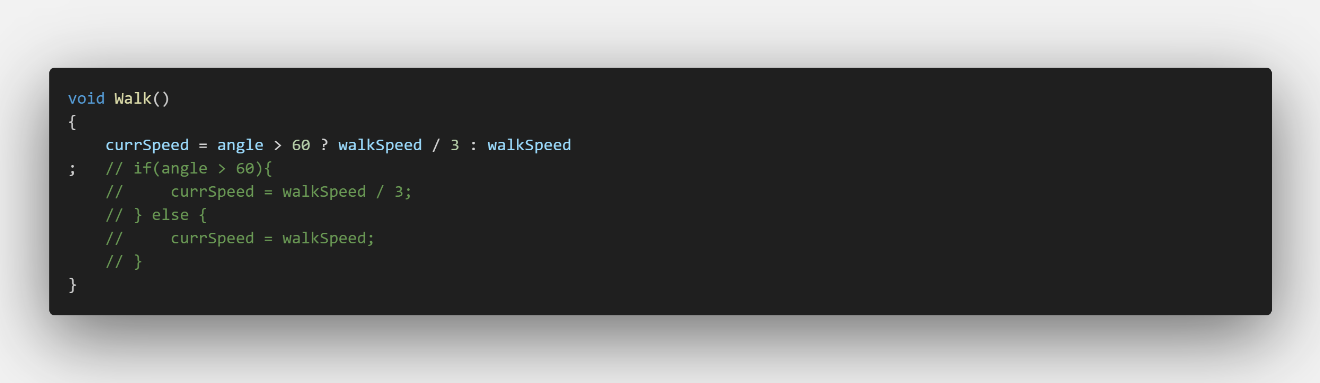 void Walk()
{
    currSpeed = angle > 60 ? walkSpeed / 3 : walkSpeed
;   // if(angle > 60){
    //     currSpeed = walkSpeed / 3;
    // } else {
    //     currSpeed = walkSpeed;
    // }
}